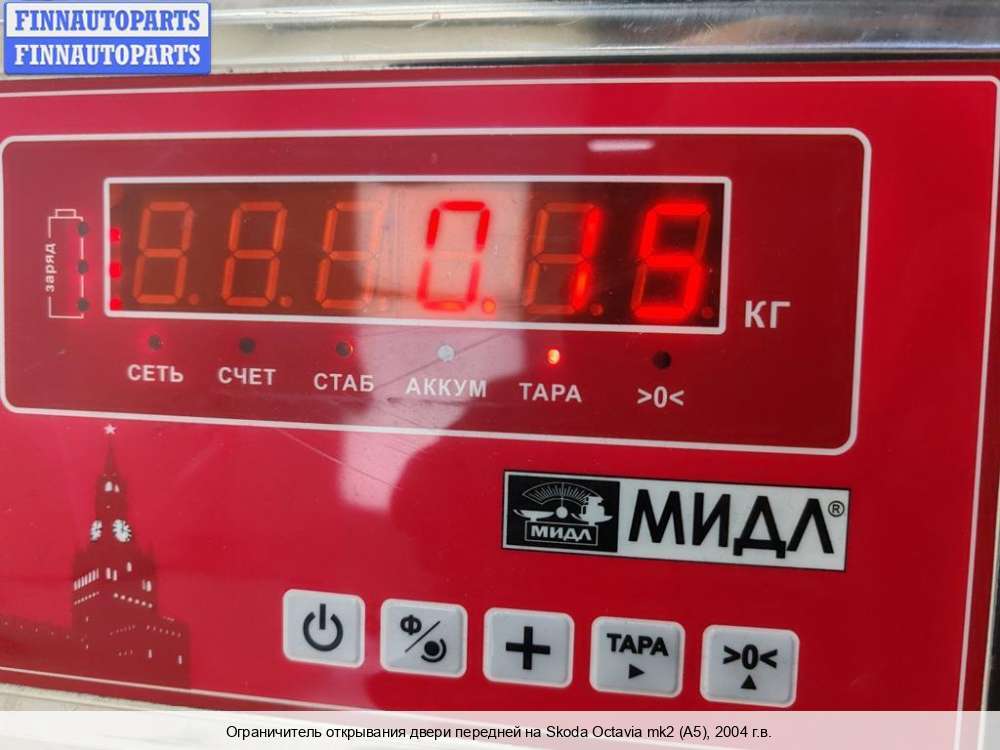 FINNAUTOPARTS
FINNAUTOPARTS
заряд
0.15
КГ
СЕТЬ
СЧЕТ
СТАБ
АККУМ
ТАРА
>0<
МИДЛ
МИДЛ®
Ф
+
ТАРА
>0<
Ограничитель открывания двери передней на Skoda Octavia mk2 (A5), 2004 г.в.